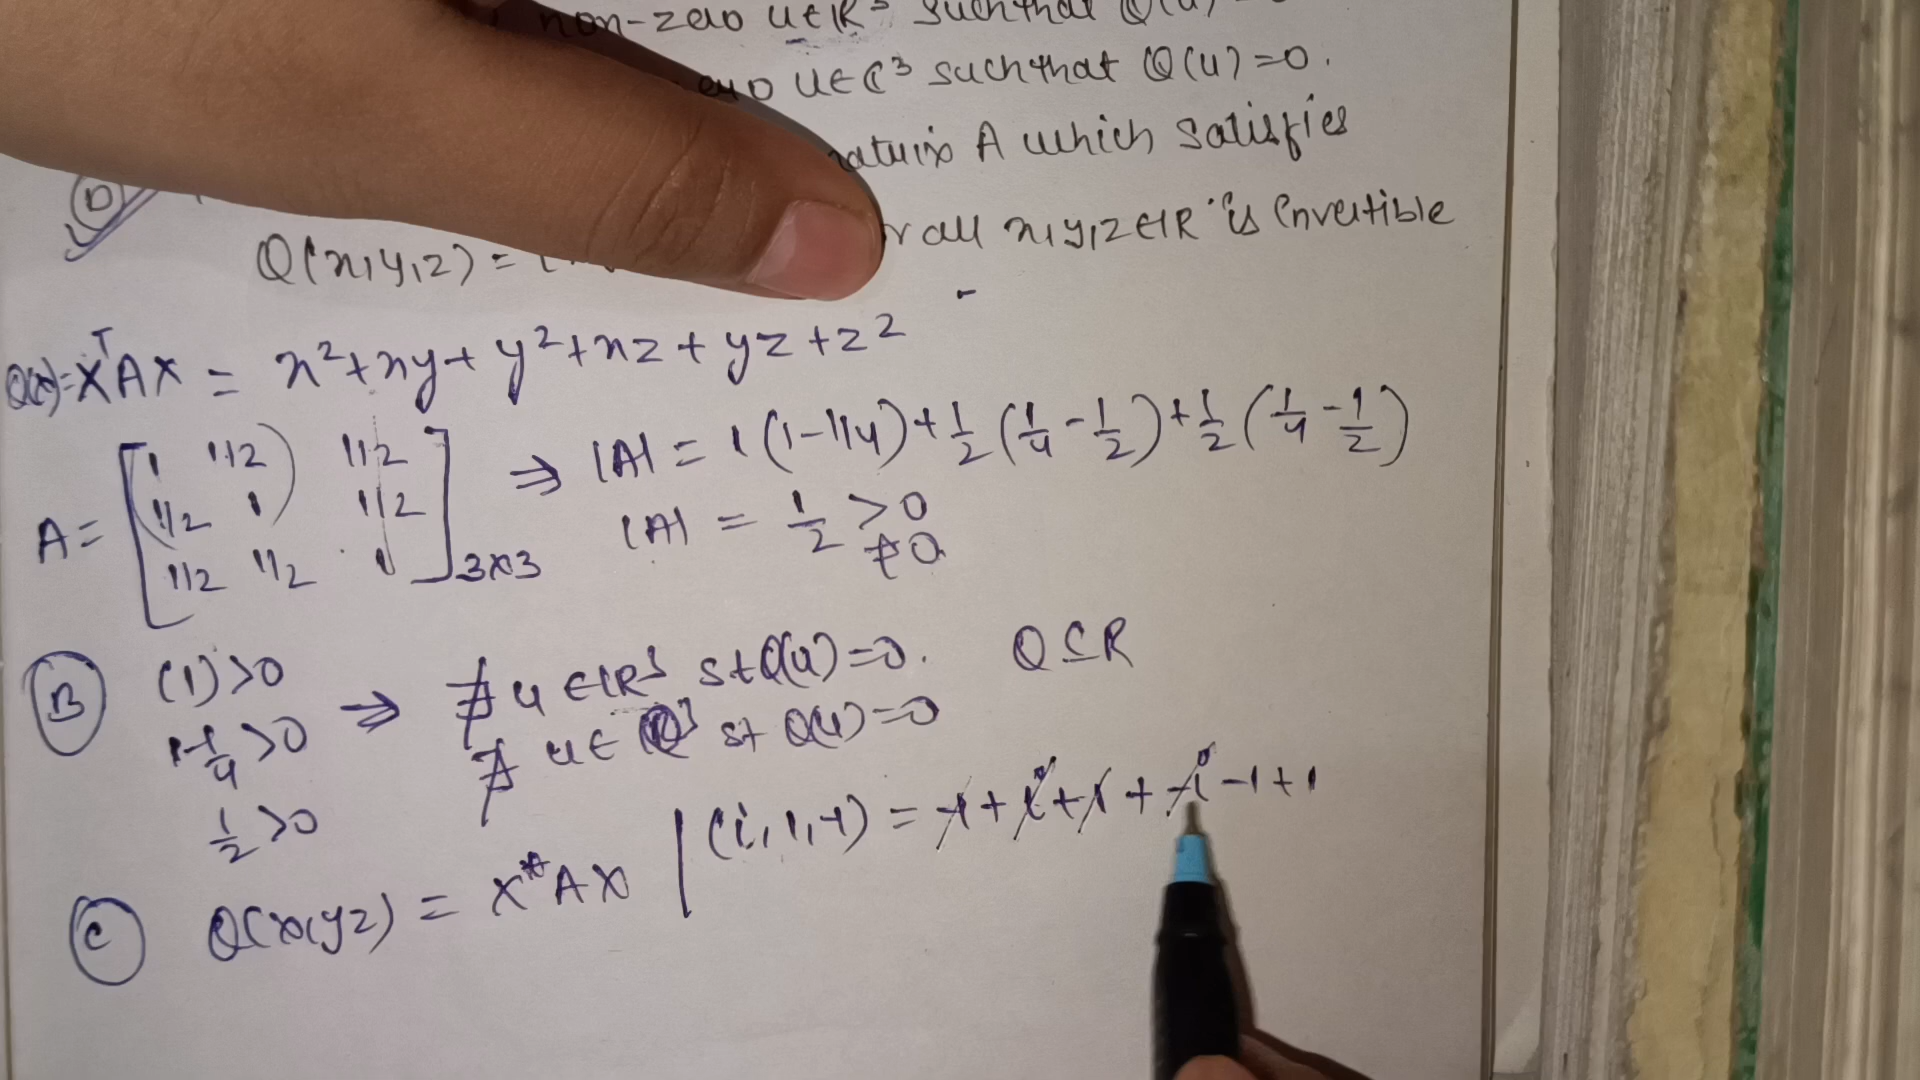 non-zero u∈ℝ³ such that Q(u)
u∈ℂ³ such that Q(u)=0.
A which satisfies
(D)
all x,y,z∈ℝ is invertible
Q(x,y,z) =
Q(x)=XᵀAX = x²+xy+y²+xz+yz+z²
A= [1 1/2 1/2
1/2 1 1/2
1/2 1/2 1]3x3
⇒ |A| = 1(1-1/4)+1/2(1/4-1/2)+1/2(1/4-1/2)
|A| = 1/2 >0
≠0
(B) (1)>0
1-1/4>0
1/2>0
⇒ ∄ u∈ℝ³ st Q(u)=0. Q⊆R
∄ u∈Q³ st Q(u)=0
(C) Q(x,yz) = X*AX | (i,1,-1) = -1+i+1+-i-1+1